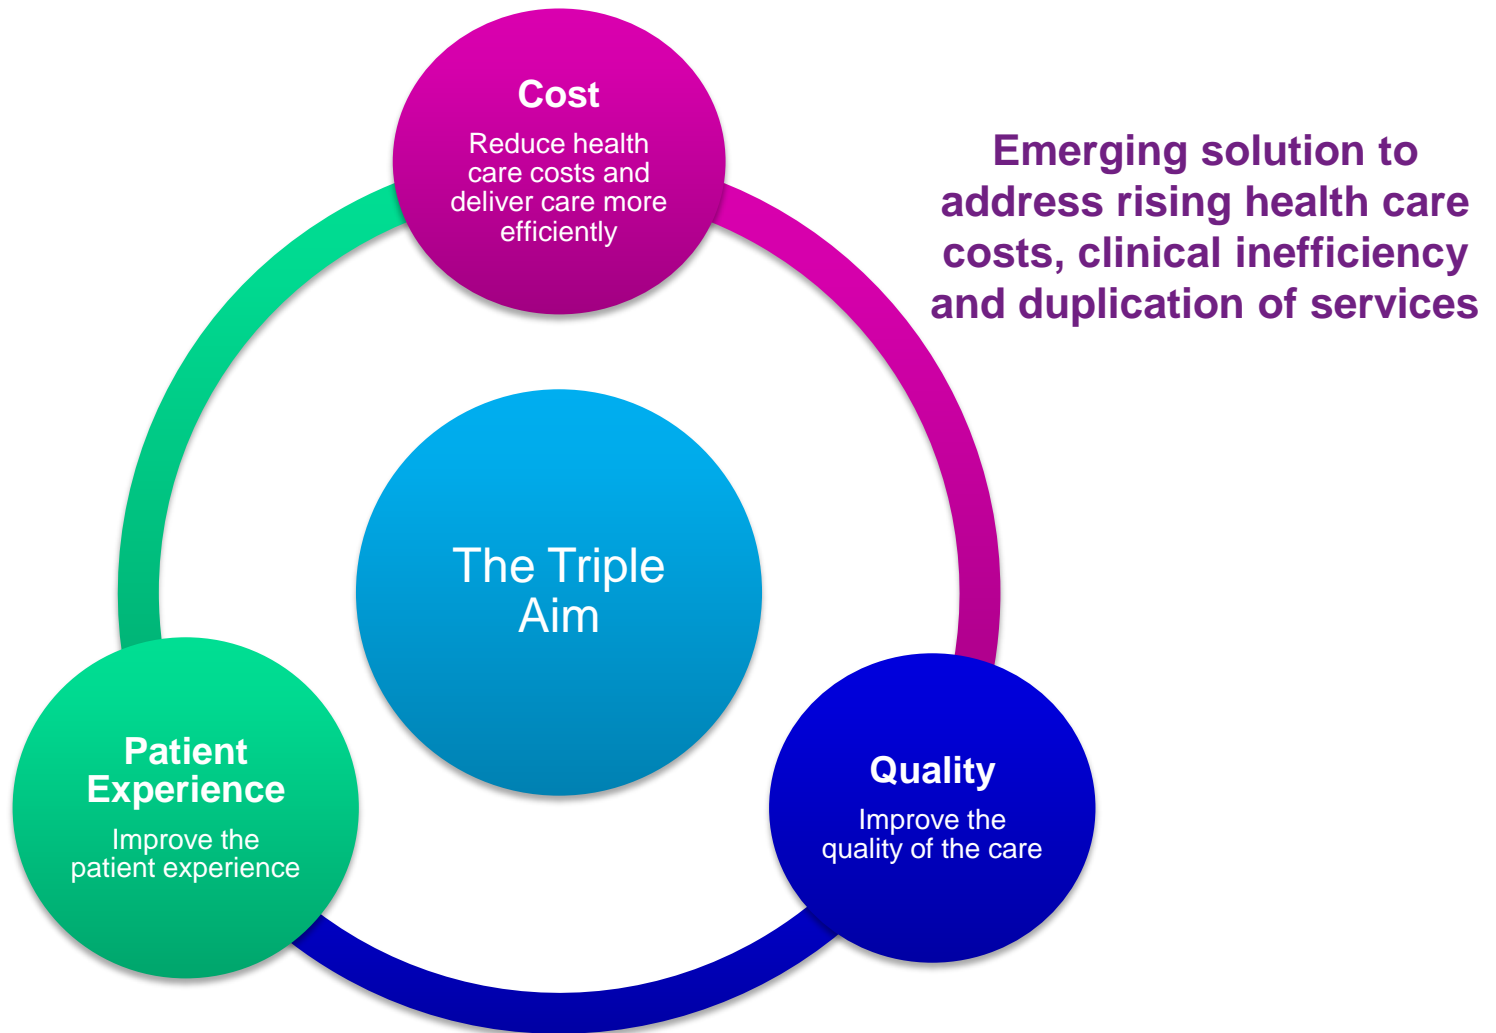 Cost
Reduce health
care costs and
deliver care more
efficiently
Emerging solution to
address rising health care
costs, clinical inefficiency
and duplication of services
The Triple
Aim
Patient
Experience
Improve the
patient experience
Quality
Improve the
quality of the care